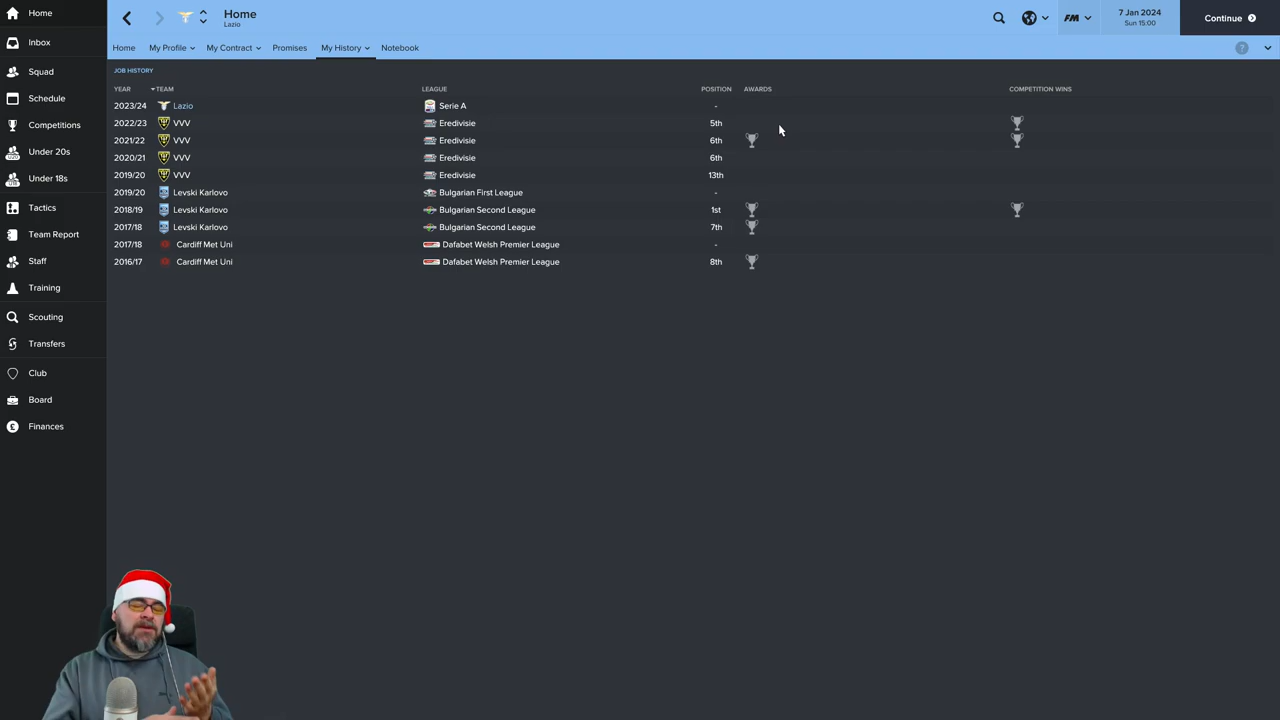 Home
Inbox
Squad
Schedule
Competitions
Under 20s
Under 18s
Tactics
Team Report
Staff
Training
Scouting
Transfers
Club
Board
Finances
Home
Lazio
FM
7 Jan 2024
Sun 15:00
Continue
Home My Profile My Contract Promises My History Notebook
?
JOB HISTORY
YEAR TEAM LEAGUE POSITION AWARDS COMPETITION WINS
2023/24 Lazio Serie A -
2022/23 VVV Eredivisie 5th
2021/22 VVV Eredivisie 6th
2020/21 VVV Eredivisie 6th
2019/20 VVV Eredivisie 13th
2019/20 Levski Karlovo Bulgarian First League -
2018/19 Levski Karlovo Bulgarian Second League 1st
2017/18 Levski Karlovo Bulgarian Second League 7th
2017/18 Cardiff Met Uni Dafabet Welsh Premier League -
2016/17 Cardiff Met Uni Dafabet Welsh Premier League 8th